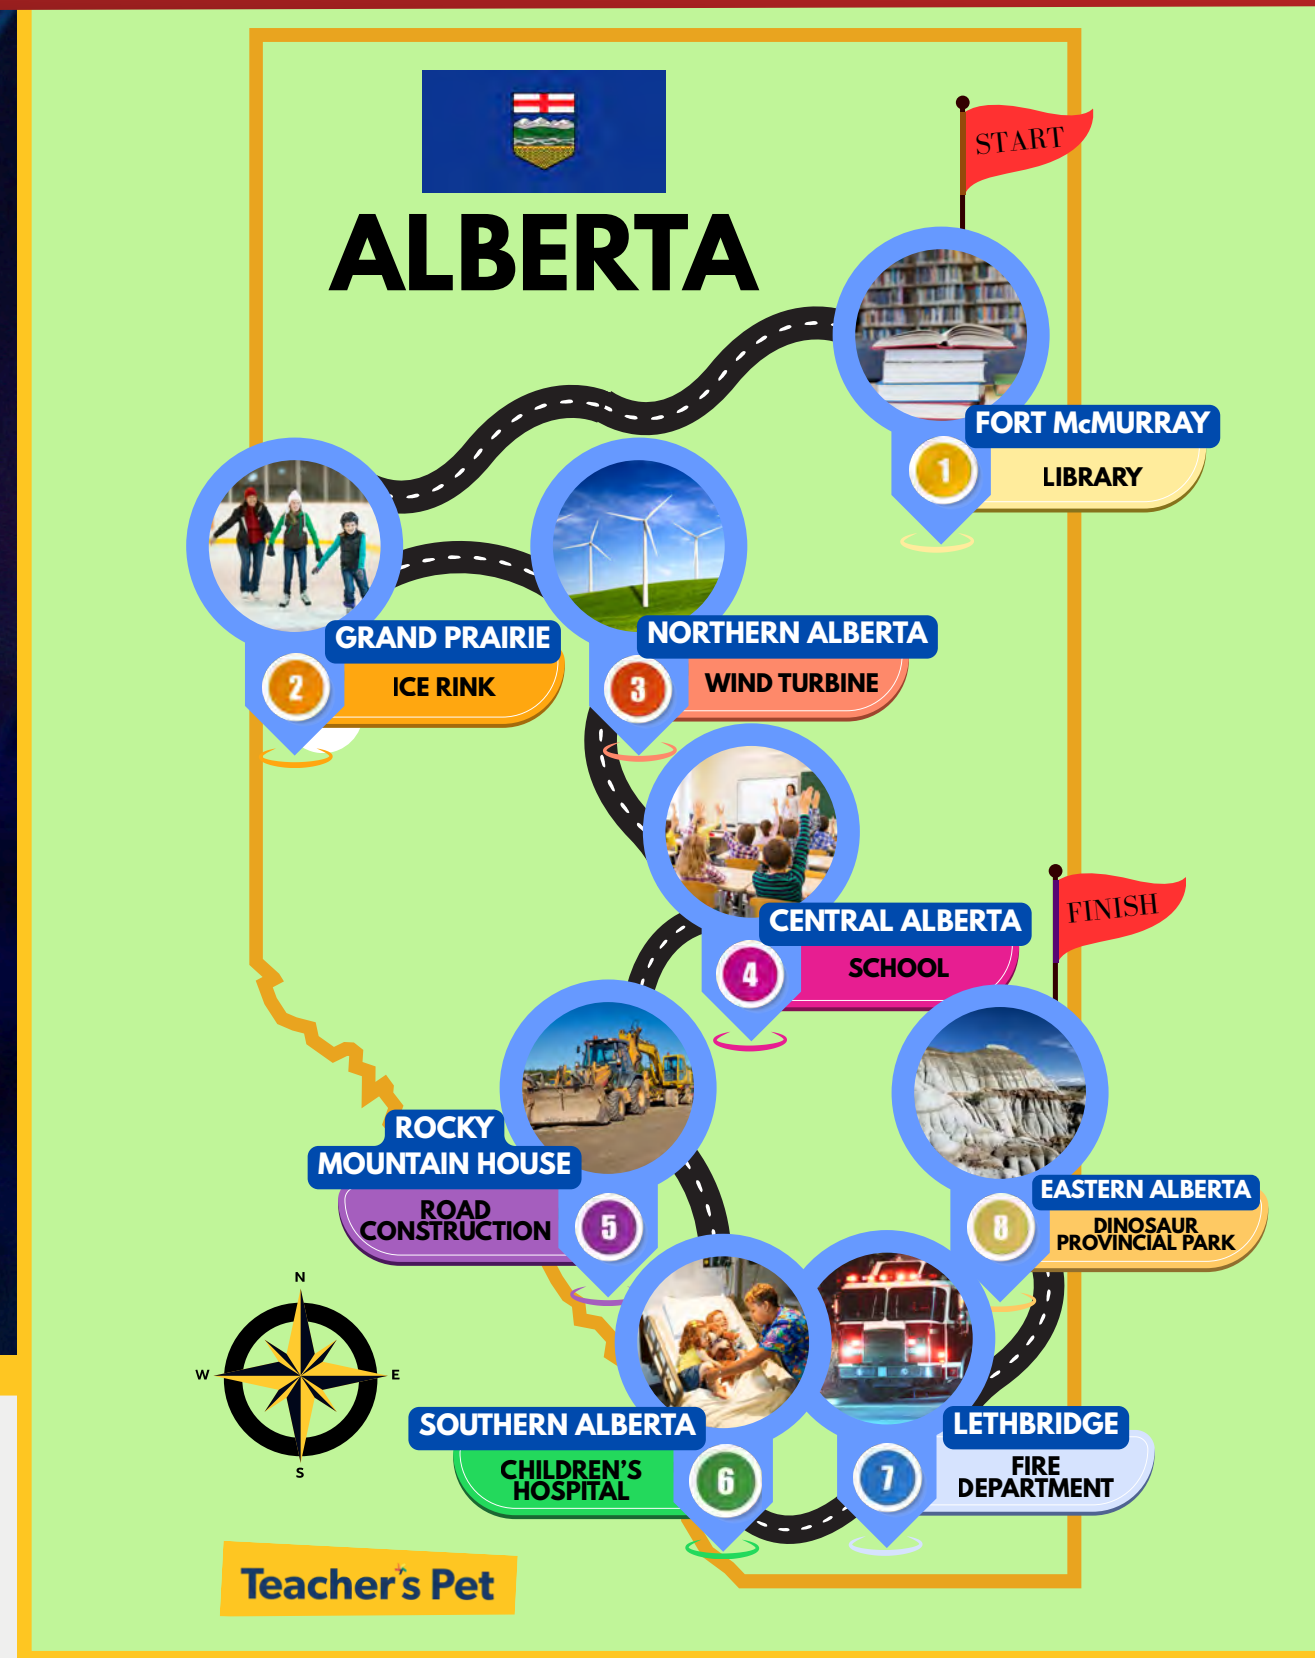 START
ALBERTA
FORT McMURRAY
1
LIBRARY
GRAND PRAIRIE
2
ICE RINK
NORTHERN ALBERTA
3
WIND TURBINE
CENTRAL ALBERTA
4
SCHOOL
FINISH
ROCKY
MOUNTAIN HOUSE
5
ROAD
CONSTRUCTION
EASTERN ALBERTA
8
DINOSAUR
PROVINCIAL PARK
N
W
E
S
SOUTHERN ALBERTA
6
CHILDREN'S
HOSPITAL
LETHBRIDGE
7
FIRE
DEPARTMENT
Teacher's Pet